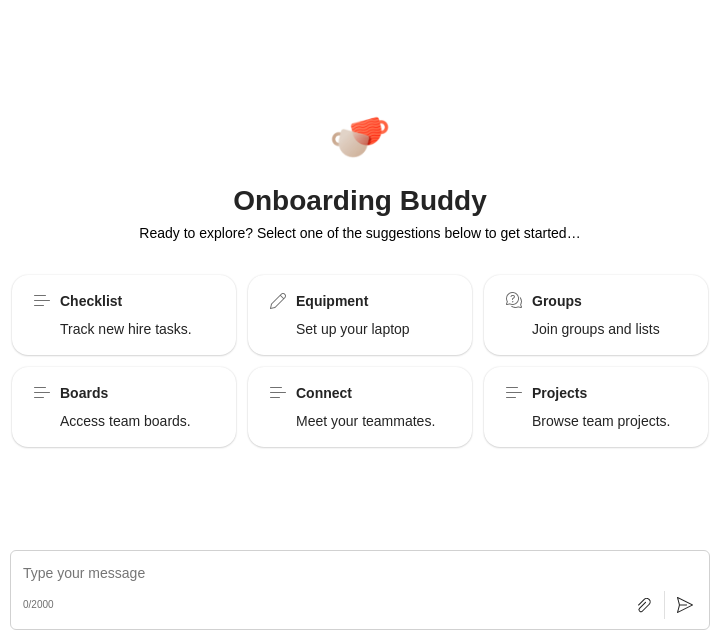 Onboarding Buddy
Ready to explore? Select one of the suggestions below to get started…
Checklist
Track new hire tasks.
Equipment
Set up your laptop
Groups
Join groups and lists
Boards
Access team boards.
Connect
Meet your teammates.
Projects
Browse team projects.
Type your message
0/2000